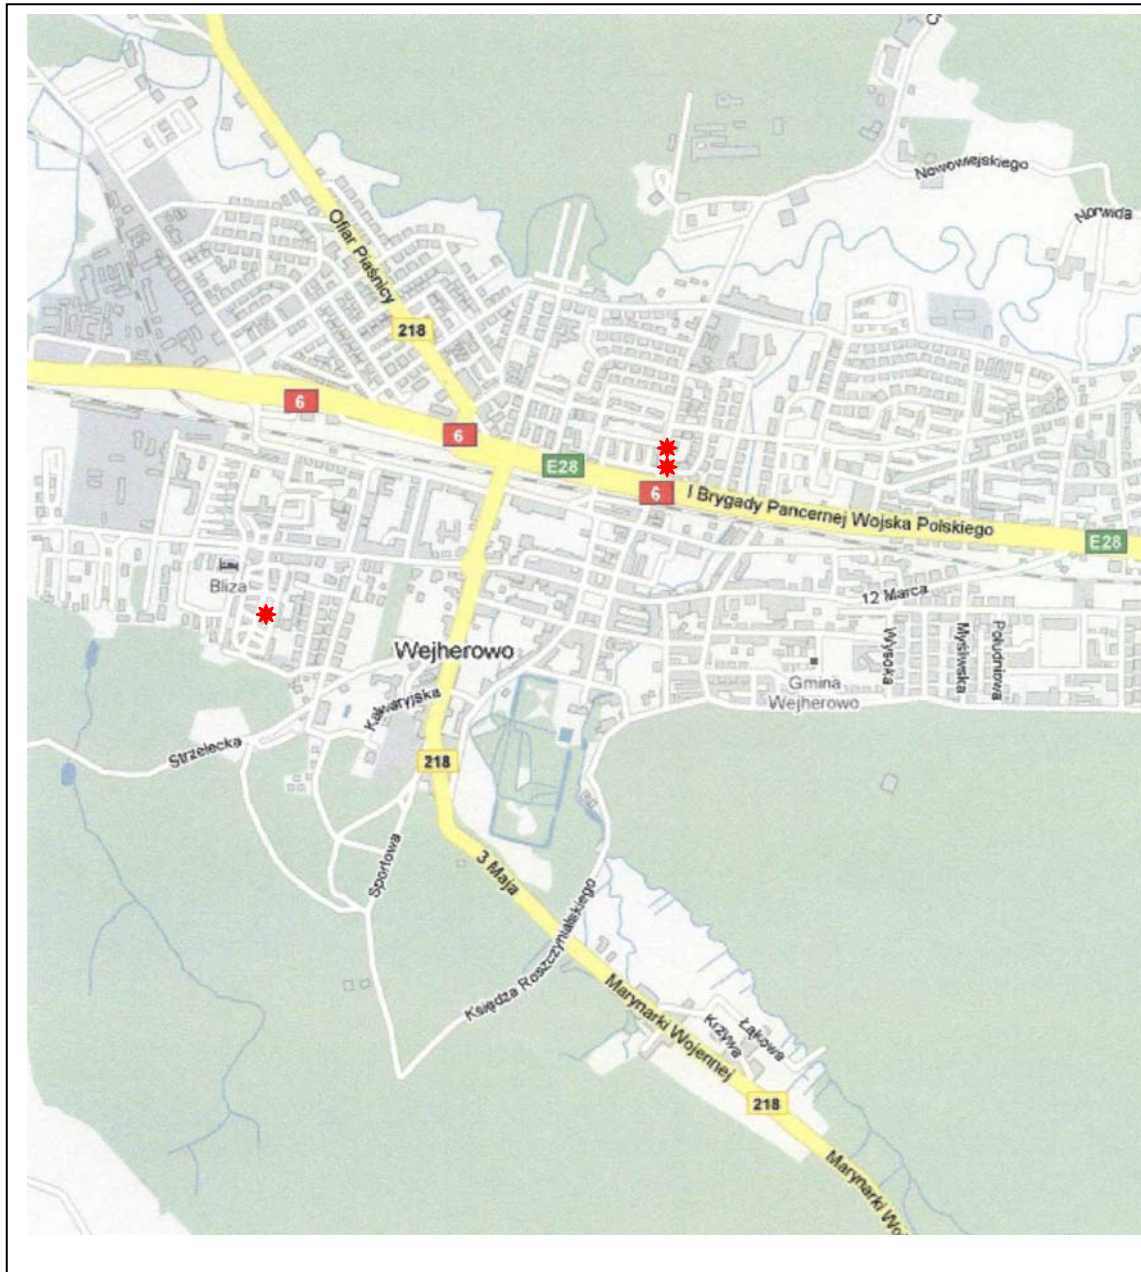 Nowowiejskiego
Norwida
Ofiar Piaśnicy
218
6
6
E28
6
I Brygady Pancernej Wojska Polskiego
E28
Bliza
12 Marca
Wejherowo
Wysoka
Myśliwska
Południowa
Gmina
Wejherowo
Kalwaryjska
Strzelecka
218
Sportowa
3 Maja
Księdza Roszczynialskiego
Marynarki Wojennej
Krzywa
Łąkowa
218
Marynarki Wo